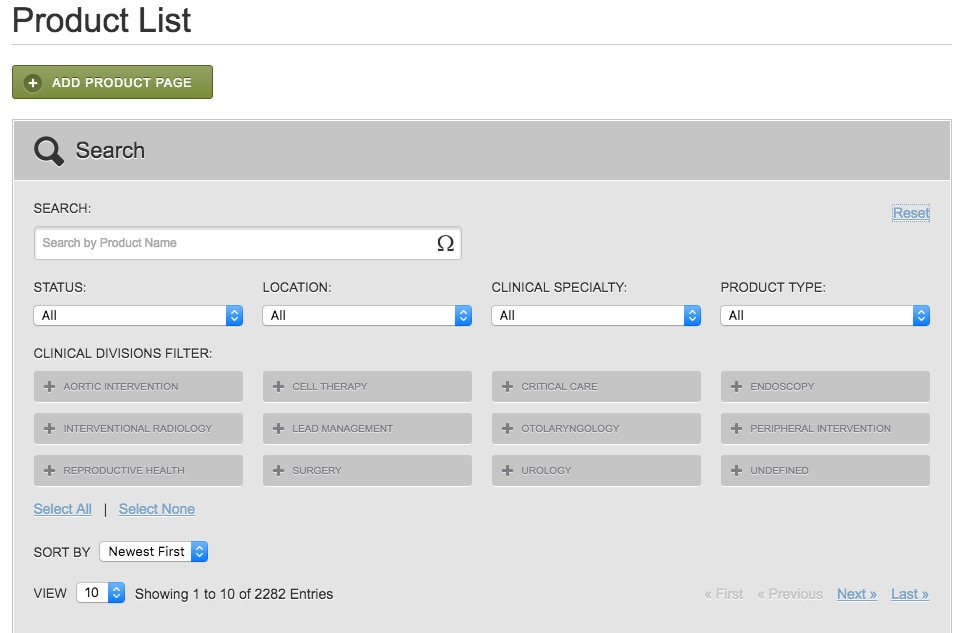 Product List
+ ADD PRODUCT PAGE
Search
SEARCH:
Reset
Search by Product Name Ω
STATUS: LOCATION: CLINICAL SPECIALTY: PRODUCT TYPE:
All All All All
CLINICAL DIVISIONS FILTER:
+ AORTIC INTERVENTION + CELL THERAPY + CRITICAL CARE + ENDOSCOPY
+ INTERVENTIONAL RADIOLOGY + LEAD MANAGEMENT + OTOLARYNGOLOGY + PERIPHERAL INTERVENTION
+ REPRODUCTIVE HEALTH + SURGERY + UROLOGY + UNDEFINED
Select All | Select None
SORT BY Newest First
VIEW 10 Showing 1 to 10 of 2282 Entries « First « Previous Next » Last »